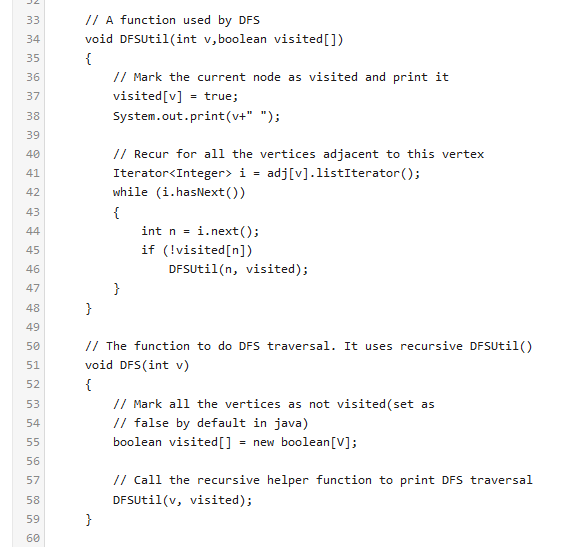 32
33 // A function used by DFS
34 void DFSUtil(int v,boolean visited[])
35 {
36 // Mark the current node as visited and print it
37 visited[v] = true;
38 System.out.print(v+" ");
39
40 // Recur for all the vertices adjacent to this vertex
41 Iterator<Integer> i = adj[v].listIterator();
42 while (i.hasNext())
43 {
44 int n = i.next();
45 if (!visited[n])
46 DFSUtil(n, visited);
47 }
48 }
49
50 // The function to do DFS traversal. It uses recursive DFSUtil()
51 void DFS(int v)
52 {
53 // Mark all the vertices as not visited(set as
54 // false by default in java)
55 boolean visited[] = new boolean[V];
56
57 // Call the recursive helper function to print DFS traversal
58 DFSUtil(v, visited);
59 }
60